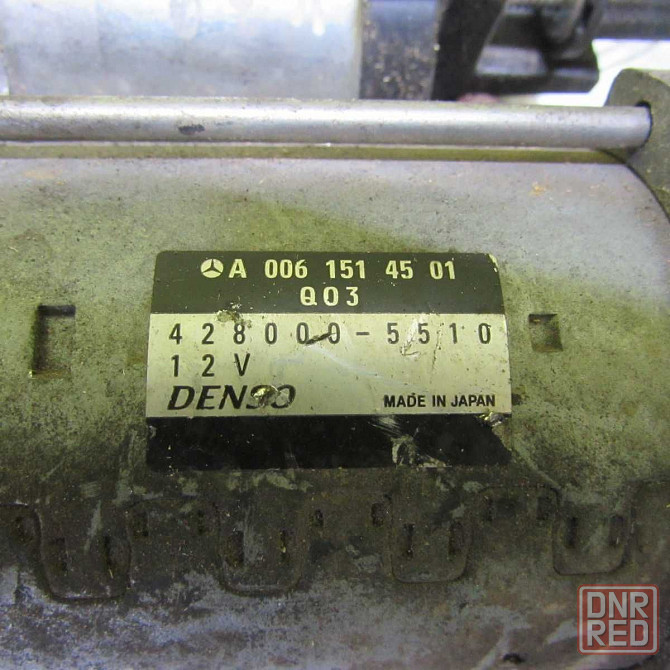 A 006 151 45 01
Q03
428000-5510
12V
DENSO
MADE IN JAPAN
DNR
RED